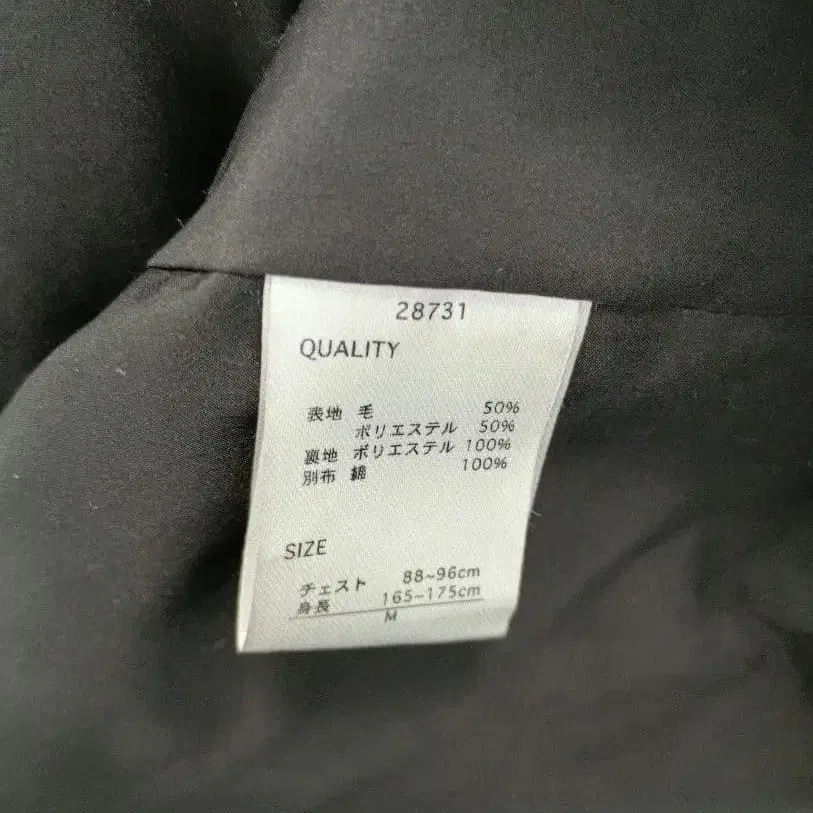 28731
QUALITY
表地 毛 50%
ポリエステル 50%
裏地 ポリエステル 100%
別布 綿 100%
SIZE
チェスト 88~96cm
身長 165~175cm
M